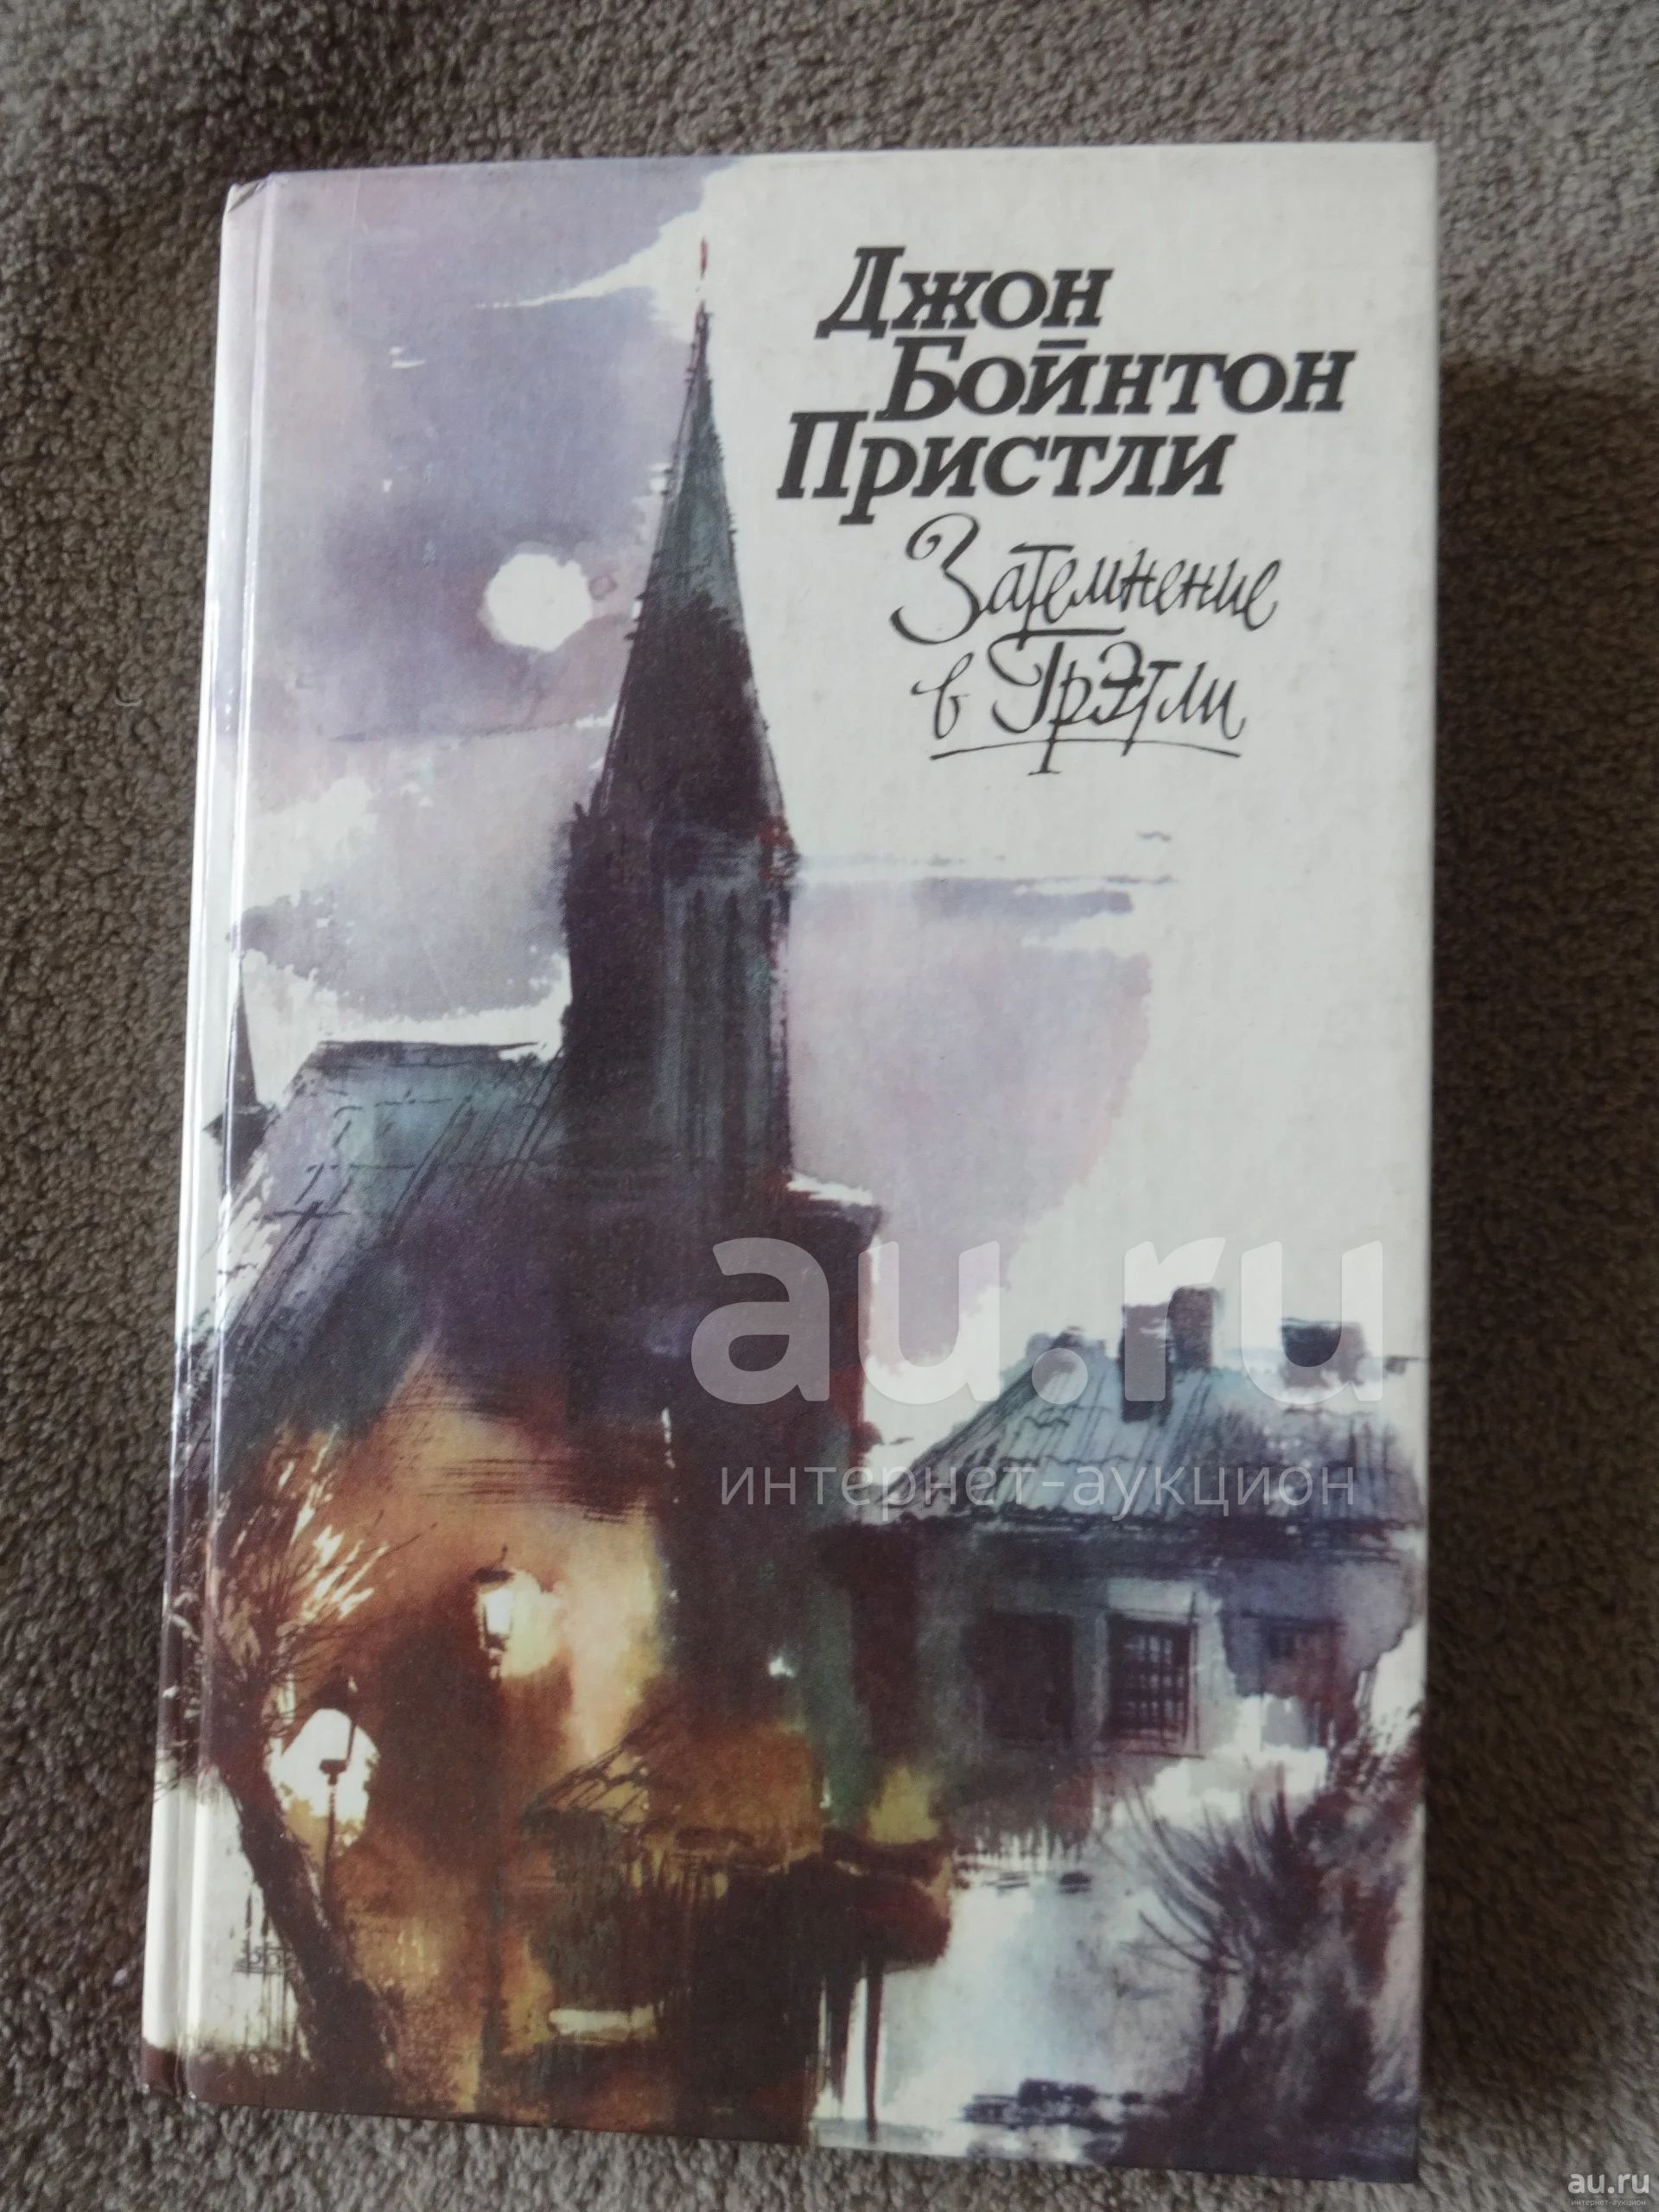 Джон
Бойнтон
Пристли
Затемнение
в Грэтли
au.ru
интернет-аукцион
au.ru
интернет-аукцион